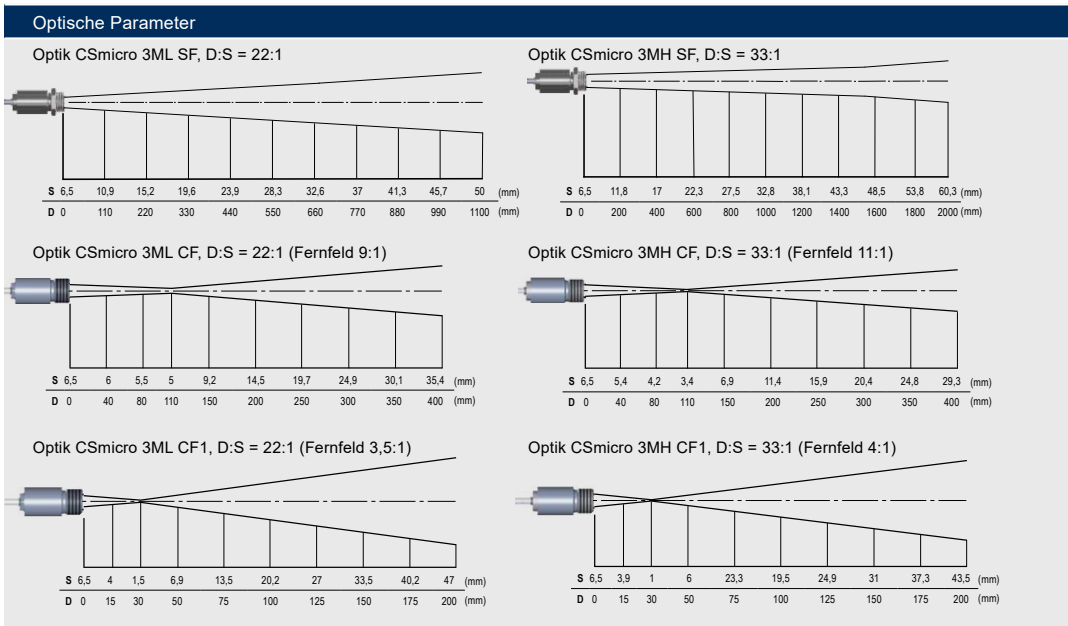 Optische Parameter
Optik CSmicro 3ML SF, D:S = 22:1
S 6,5 10,9 15,2 19,6 23,9 28,3 32,6 37 41,3 45,7 50 (mm)
D 0 110 220 330 440 550 660 770 880 990 1100 (mm)
Optik CSmicro 3MH SF, D:S = 33:1
S 6,5 11,8 17 22,3 27,5 32,8 38,1 43,3 48,5 53,8 60,3 (mm)
D 0 200 400 600 800 1000 1200 1400 1600 1800 2000 (mm)
Optik CSmicro 3ML CF, D:S = 22:1 (Fernfeld 9:1)
S 6,5 6 5,5 5 9,2 14,5 19,7 24,9 30,1 35,4 (mm)
D 0 40 80 110 150 200 250 300 350 400 (mm)
Optik CSmicro 3MH CF, D:S = 33:1 (Fernfeld 11:1)
S 6,5 5,4 4,2 3,4 6,9 11,4 15,9 20,4 24,8 29,3 (mm)
D 0 40 80 110 150 200 250 300 350 400 (mm)
Optik CSmicro 3ML CF1, D:S = 22:1 (Fernfeld 3,5:1)
S 6,5 4 1,5 6,9 13,5 20,2 27 33,5 40,2 47 (mm)
D 0 15 30 50 75 100 125 150 175 200 (mm)
Optik CSmicro 3MH CF1, D:S = 33:1 (Fernfeld 4:1)
S 6,5 3,9 1 6 23,3 19,5 24,9 31 37,3 43,5 (mm)
D 0 15 30 50 75 100 125 150 175 200 (mm)